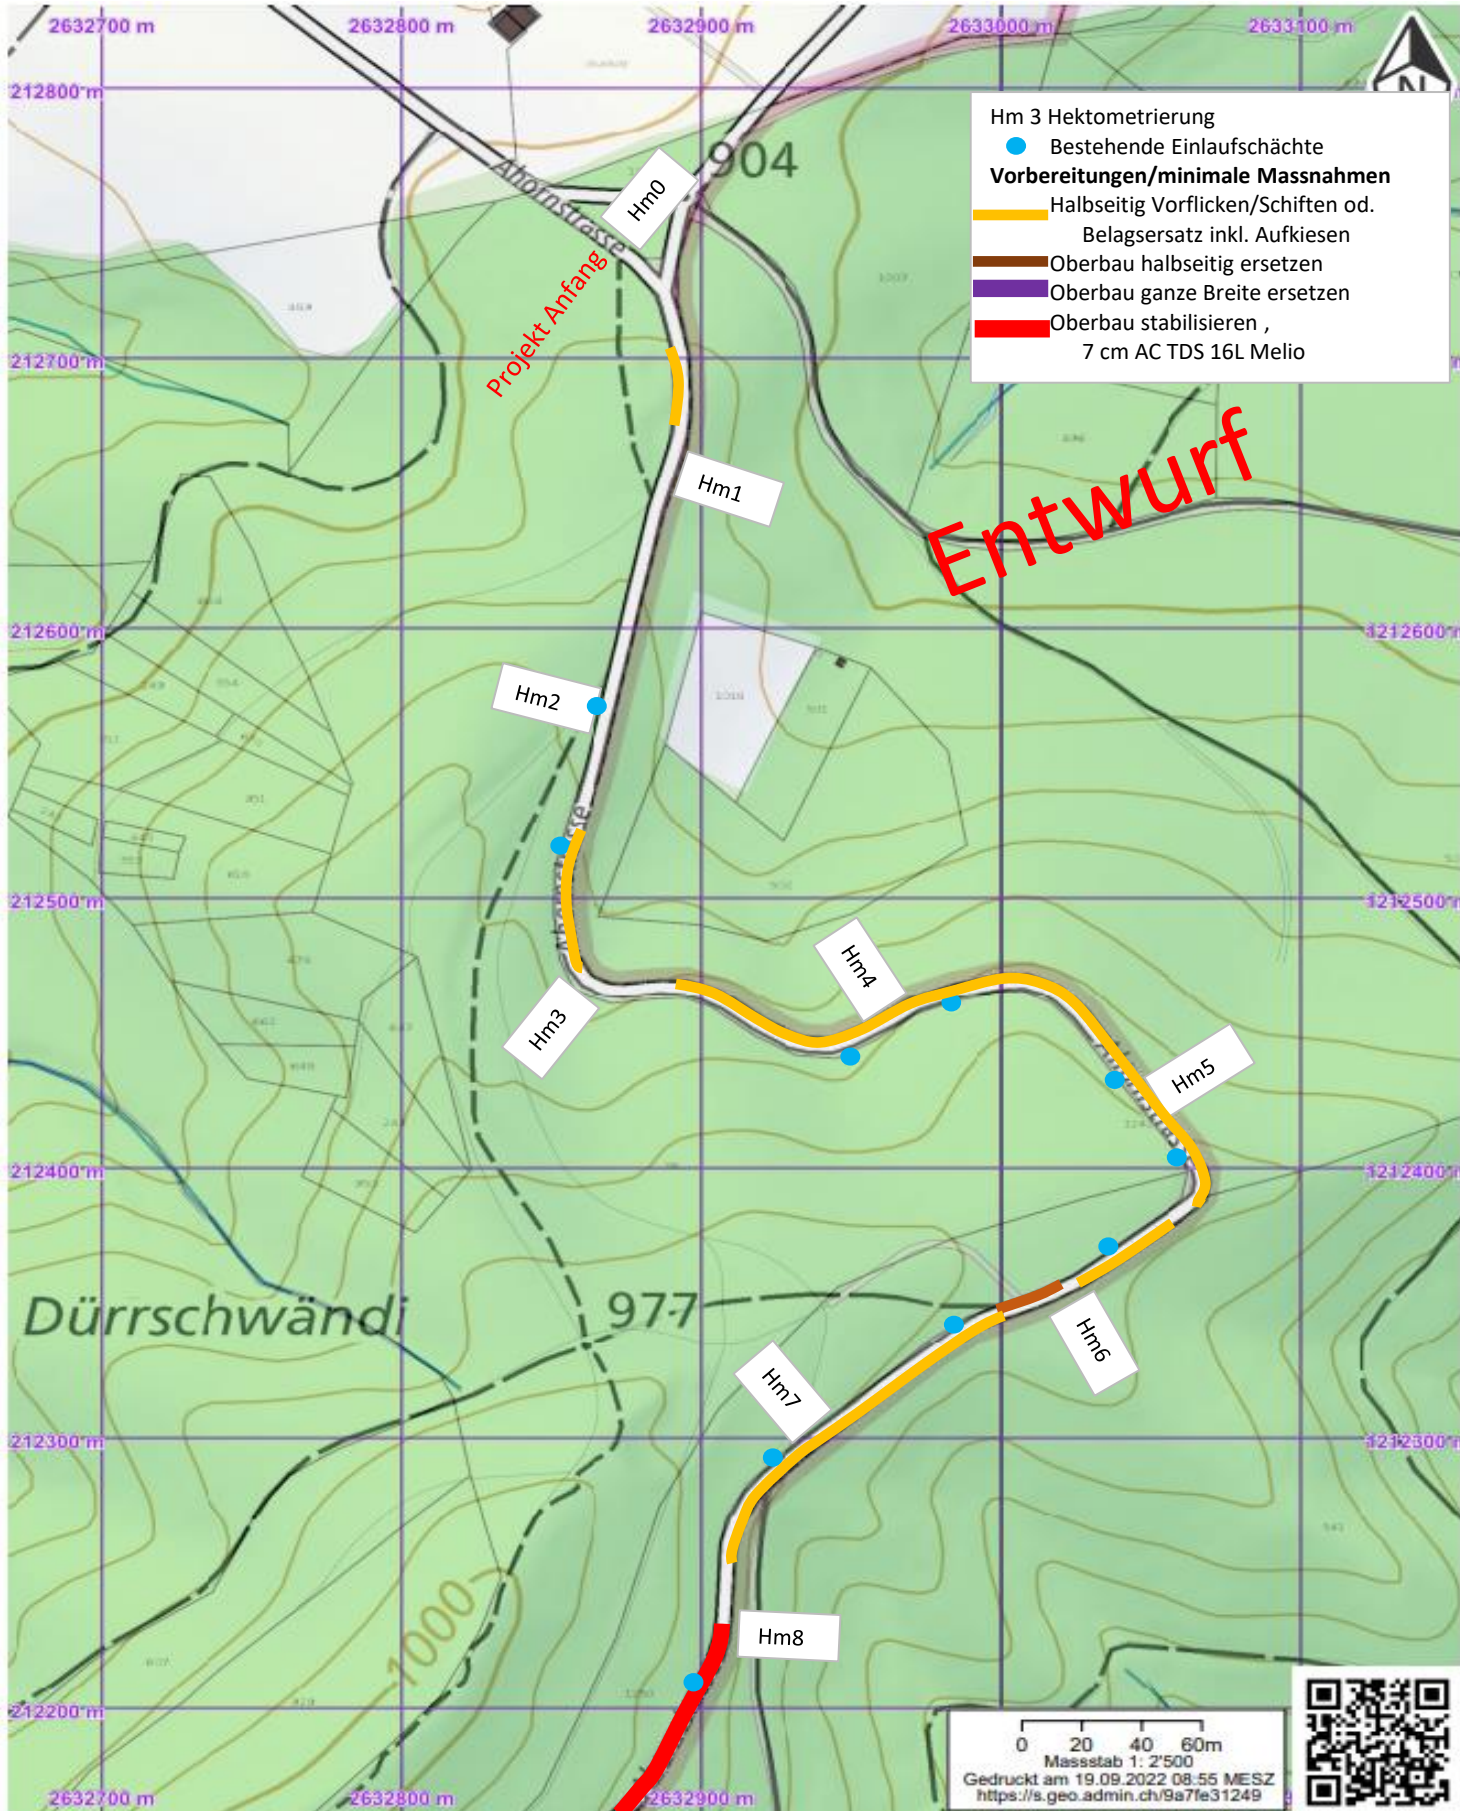 2632700 m
2632800 m
2632900 m
2633000 m
2633100 m
N
212800 m
Hm 3 Hektometrierung
Bestehende Einlaufschächte
Vorbereitungen/minimale Massnahmen
Halbseitig Vorflicken/Schiften od.
Belagsersatz inkl. Aufkiesen
Oberbau halbseitig ersetzen
Oberbau ganze Breite ersetzen
Oberbau stabilisieren ,
7 cm AC TDS 16L Melio
904
Ahornstrasse
Hm0
Projekt Anfang
212700 m
Entwurf
Hm1
212600 m
1212600 m
Hm2
212500 m
1212500 m
Hm4
Hm3
Hm5
212400 m
1212400 m
Dürrschwändi
977
Hm6
Hm7
212300 m
1212300 m
1000
Hm8
212200 m
0 20 40 60m
Massstab 1: 2'500
Gedruckt am 19.09.2022 08:55 MESZ
https://s.geo.admin.ch/9a7fe31249
2632700 m
2632800 m
2632900 m